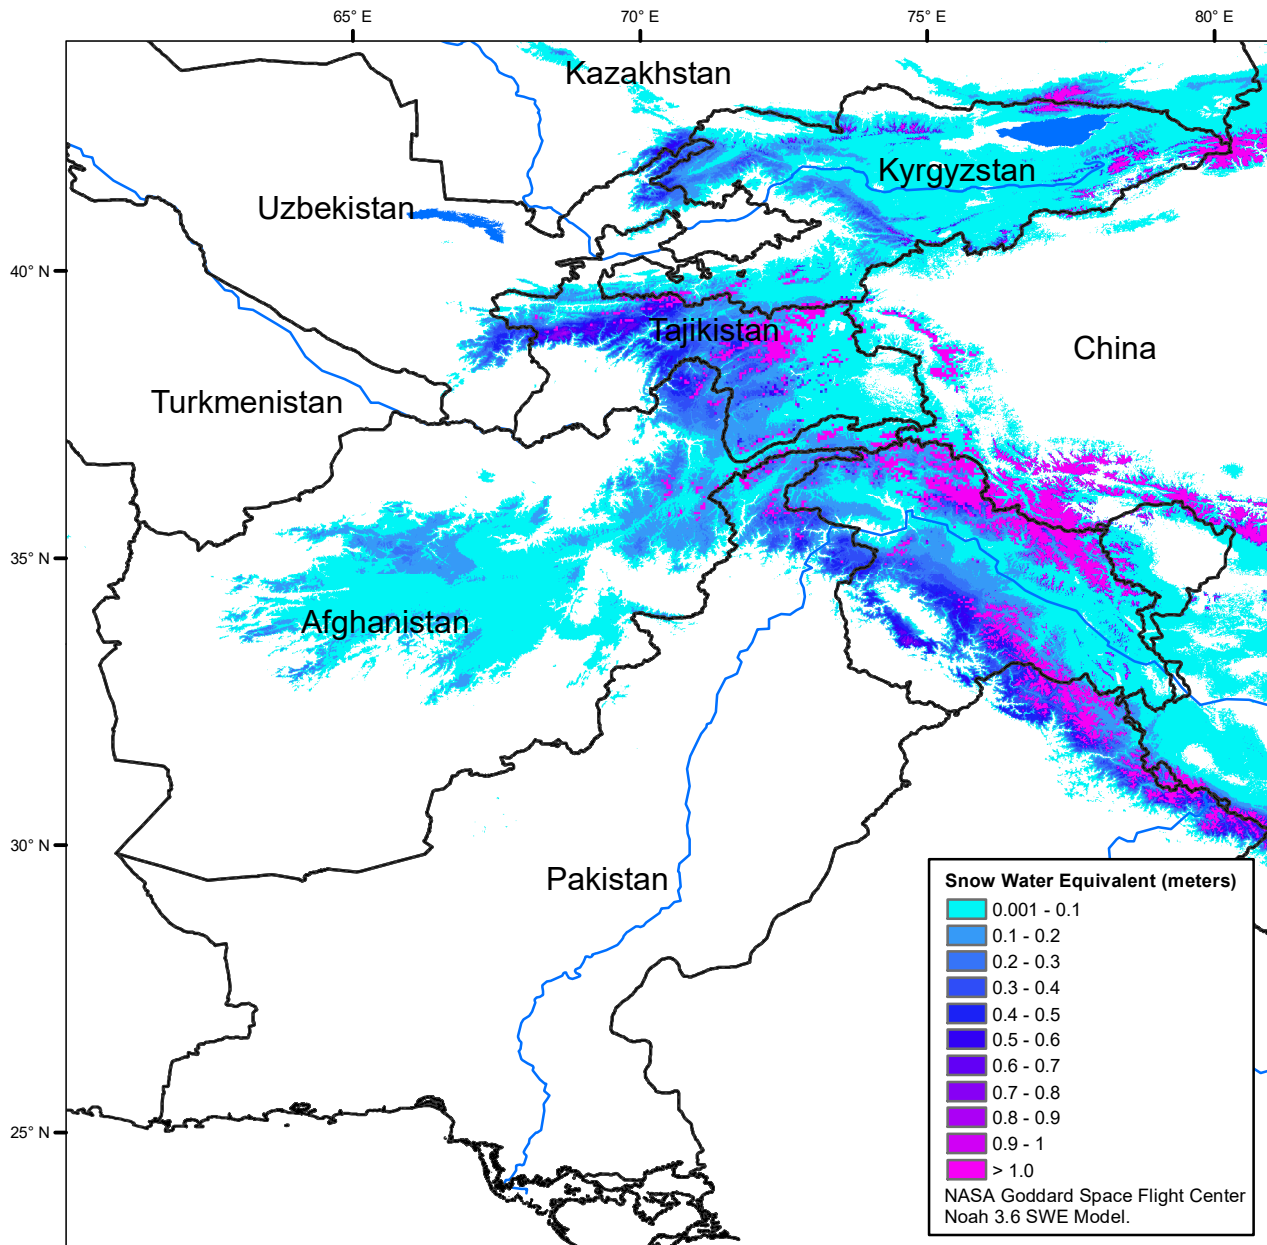 65° E
70° E
75° E
80° E
Kazakhstan
Kyrgyzstan
Uzbekistan
40° N
Tajikistan
China
Turkmenistan
35° N
Afghanistan
30° N
Pakistan
25° N
Snow Water Equivalent (meters)
0.001 - 0.1
0.1 - 0.2
0.2 - 0.3
0.3 - 0.4
0.4 - 0.5
0.5 - 0.6
0.6 - 0.7
0.7 - 0.8
0.8 - 0.9
0.9 - 1
> 1.0
NASA Goddard Space Flight Center
Noah 3.6 SWE Model.